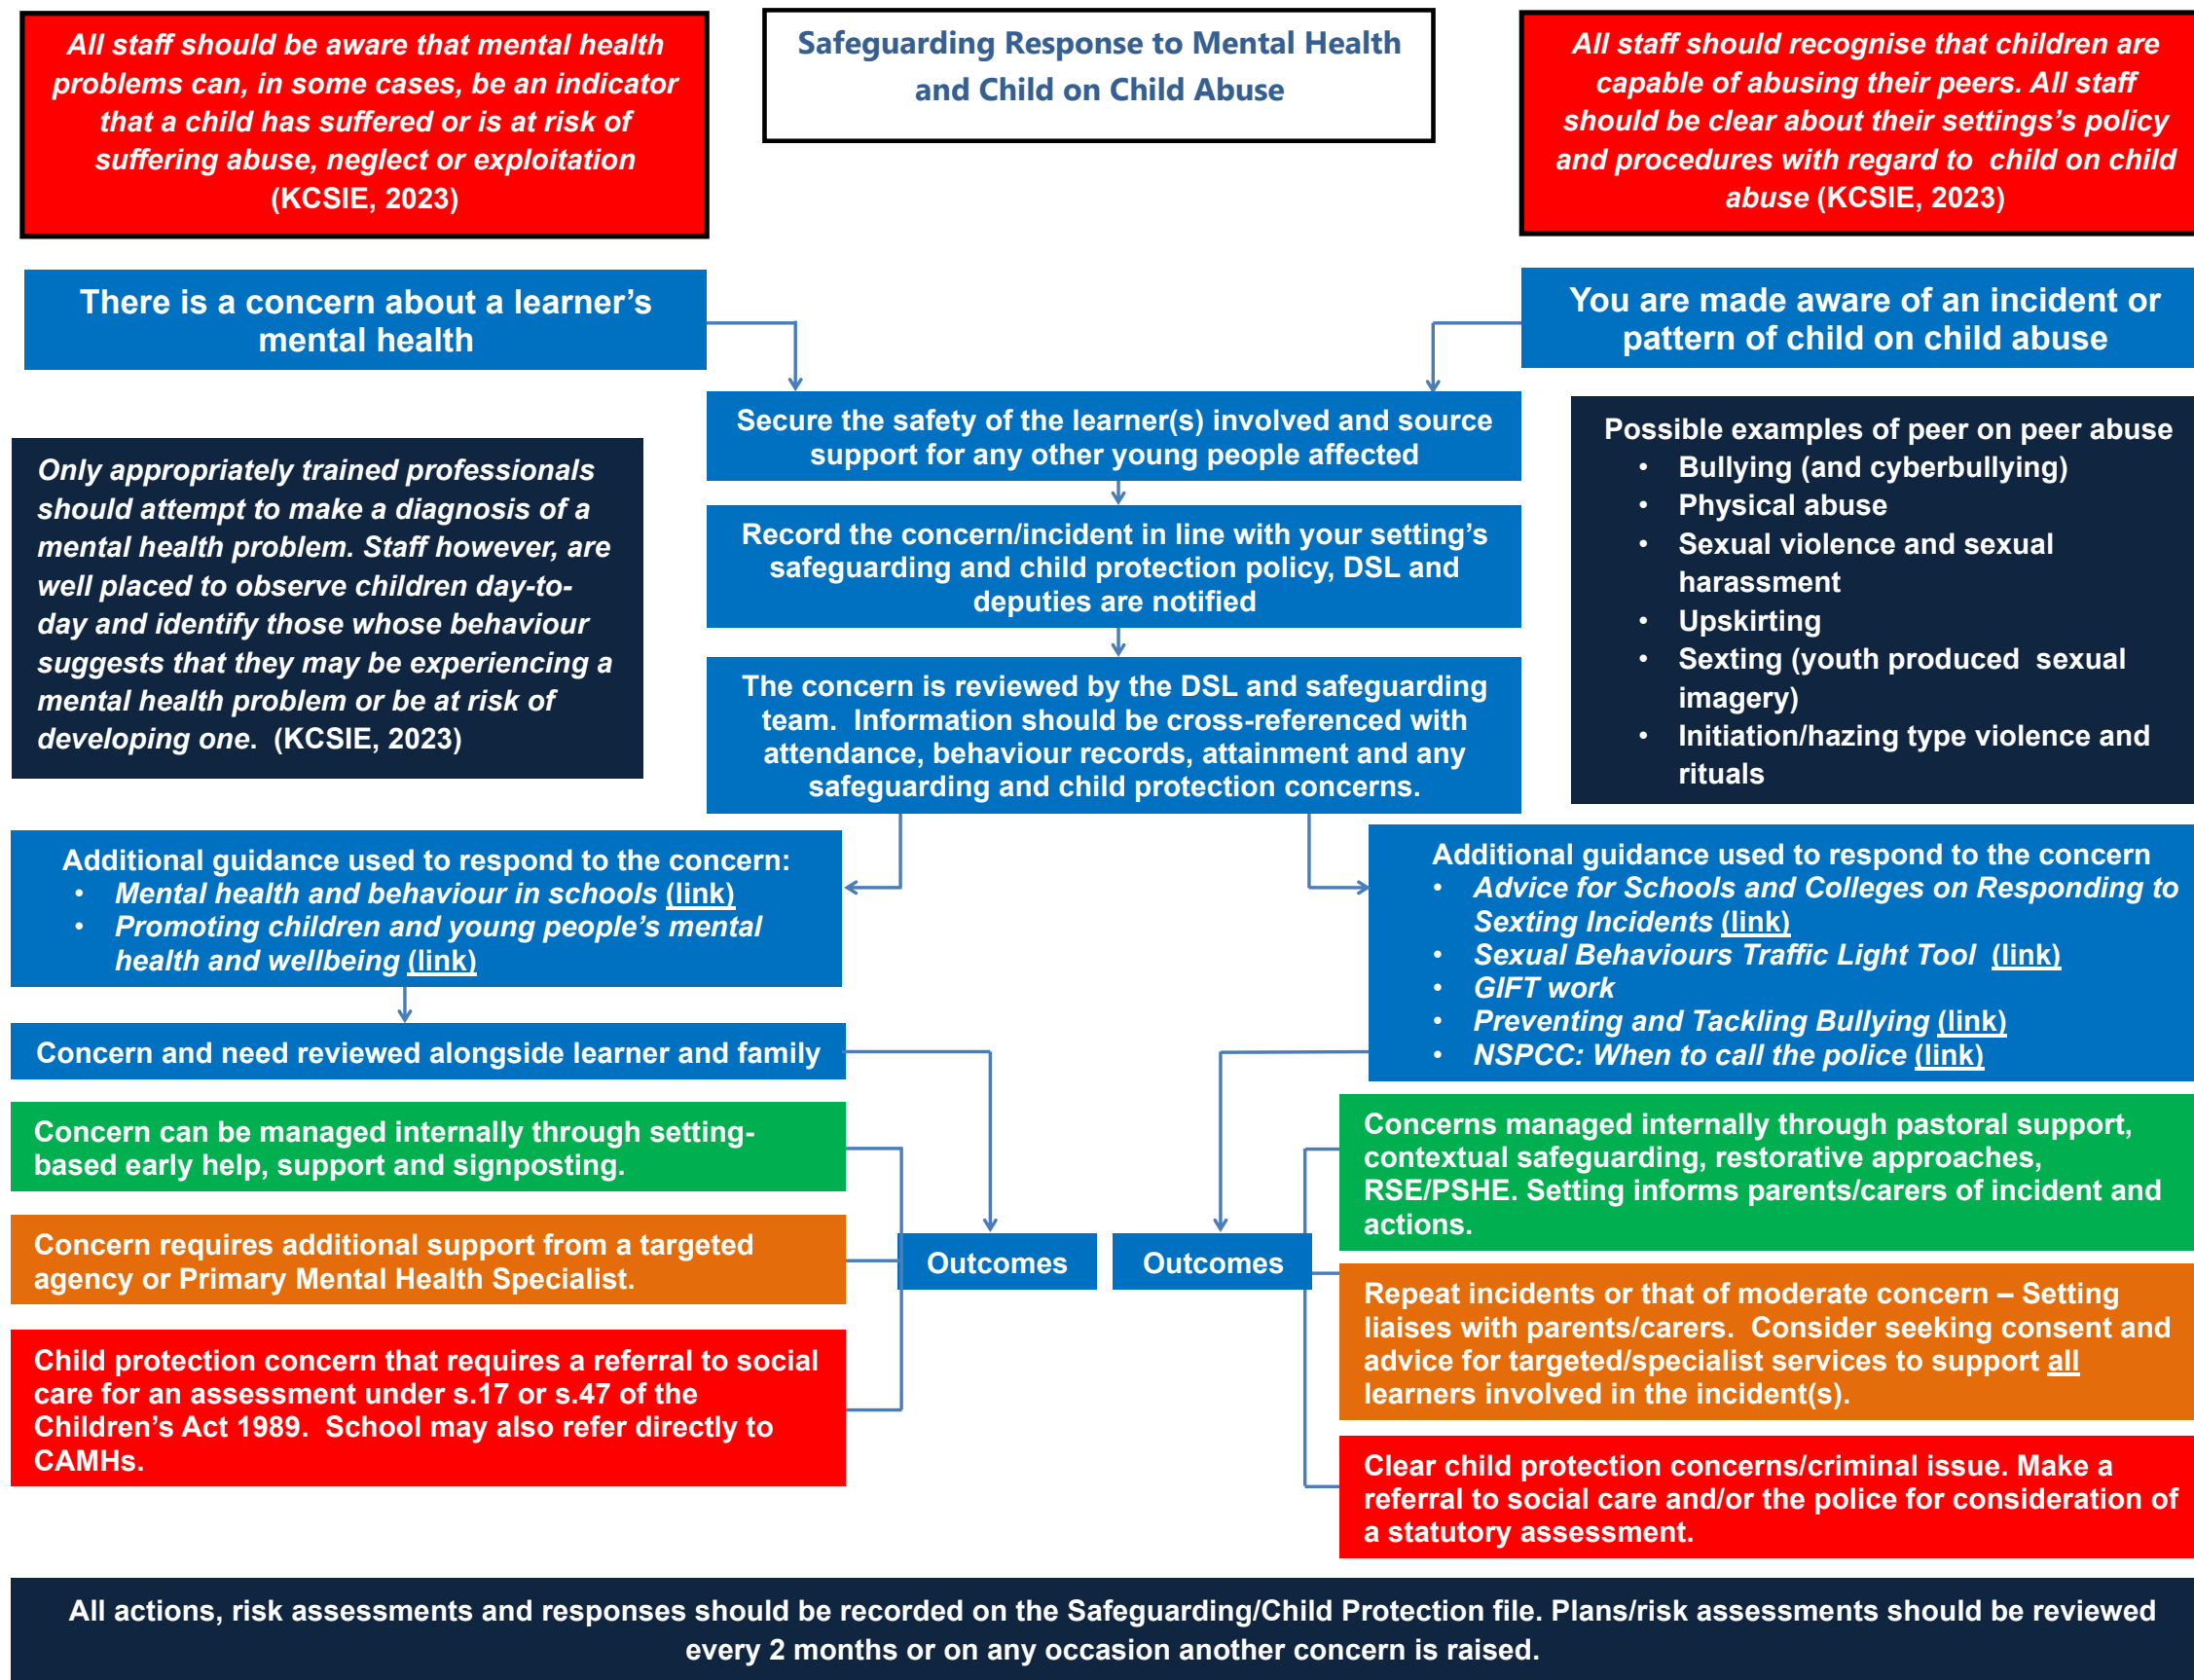 All staff should be aware that mental health
problems can, in some cases, be an indicator
that a child has suffered or is at risk of
suffering abuse, neglect or exploitation
(KCSIE, 2023)
Safeguarding Response to Mental Health
and Child on Child Abuse
All staff should recognise that children are
capable of abusing their peers. All staff
should be clear about their settings's policy
and procedures with regard to child on child
abuse (KCSIE, 2023)
There is a concern about a learner’s
mental health
You are made aware of an incident or
pattern of child on child abuse
Secure the safety of the learner(s) involved and source
support for any other young people affected
Only appropriately trained professionals
should attempt to make a diagnosis of a
mental health problem. Staff however, are
well placed to observe children day-to-
day and identify those whose behaviour
suggests that they may be experiencing a
mental health problem or be at risk of
developing one. (KCSIE, 2023)
Record the concern/incident in line with your setting’s
safeguarding and child protection policy, DSL and
deputies are notified
The concern is reviewed by the DSL and safeguarding
team. Information should be cross-referenced with
attendance, behaviour records, attainment and any
safeguarding and child protection concerns.
Possible examples of peer on peer abuse
• Bullying (and cyberbullying)
• Physical abuse
• Sexual violence and sexual
harassment
• Upskirting
• Sexting (youth produced sexual
imagery)
• Initiation/hazing type violence and
rituals
Additional guidance used to respond to the concern:
• Mental health and behaviour in schools (link)
• Promoting children and young people’s mental
health and wellbeing (link)
Additional guidance used to respond to the concern
• Advice for Schools and Colleges on Responding to
Sexting Incidents (link)
• Sexual Behaviours Traffic Light Tool (link)
• GIFT work
• Preventing and Tackling Bullying (link)
• NSPCC: When to call the police (link)
Concern and need reviewed alongside learner and family
Concern can be managed internally through setting-
based early help, support and signposting.
Concern requires additional support from a targeted
agency or Primary Mental Health Specialist.
Child protection concern that requires a referral to social
care for an assessment under s.17 or s.47 of the
Children’s Act 1989. School may also refer directly to
CAMHs.
Outcomes
Outcomes
Concerns managed internally through pastoral support,
contextual safeguarding, restorative approaches,
RSE/PSHE. Setting informs parents/carers of incident and
actions.
Repeat incidents or that of moderate concern – Setting
liaises with parents/carers. Consider seeking consent and
advice for targeted/specialist services to support all
learners involved in the incident(s).
Clear child protection concerns/criminal issue. Make a
referral to social care and/or the police for consideration of
a statutory assessment.
All actions, risk assessments and responses should be recorded on the Safeguarding/Child Protection file. Plans/risk assessments should be reviewed
every 2 months or on any occasion another concern is raised.